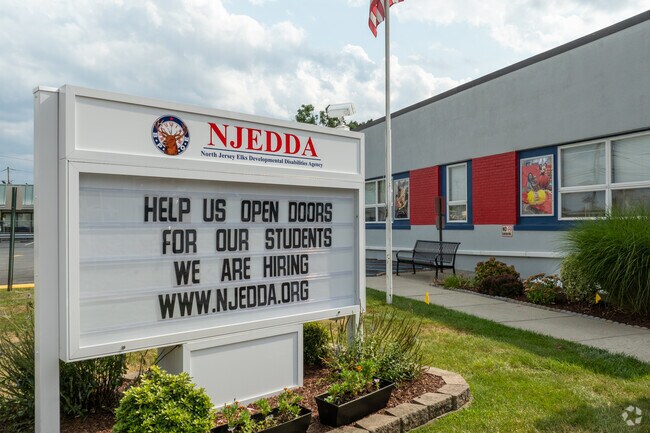 NJEDDA
North Jersey Elks Developmental Disabilities Agency
HELP US OPEN DOORS
FOR OUR STUDENTS
WE ARE HIRING
WWW.NJEDDA.ORG